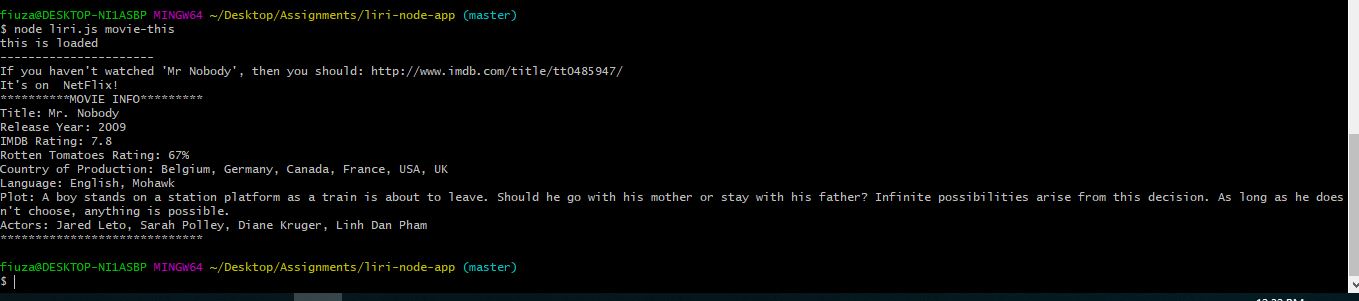 fiuza@DESKTOP-NI1ASBP MINGW64 ~/Desktop/Assignments/liri-node-app (master)
$ node liri.js movie-this
this is loaded
----------------------
If you haven't watched 'Mr Nobody', then you should: http://www.imdb.com/title/tt0485947/
It's on  NetFlix!
**********MOVIE INFO*********
Title: Mr. Nobody
Release Year: 2009
IMDB Rating: 7.8
Rotten Tomatoes Rating: 67%
Country of Production: Belgium, Germany, Canada, France, USA, UK
Language: English, Mohawk
Plot: A boy stands on a station platform as a train is about to leave. Should he go with his mother or stay with his father? Infinite possibilities arise from this decision. As long as he does
n't choose, anything is possible.
Actors: Jared Leto, Sarah Polley, Diane Kruger, Linh Dan Pham
*****************************
fiuza@DESKTOP-NI1ASBP MINGW64 ~/Desktop/Assignments/liri-node-app (master)
$